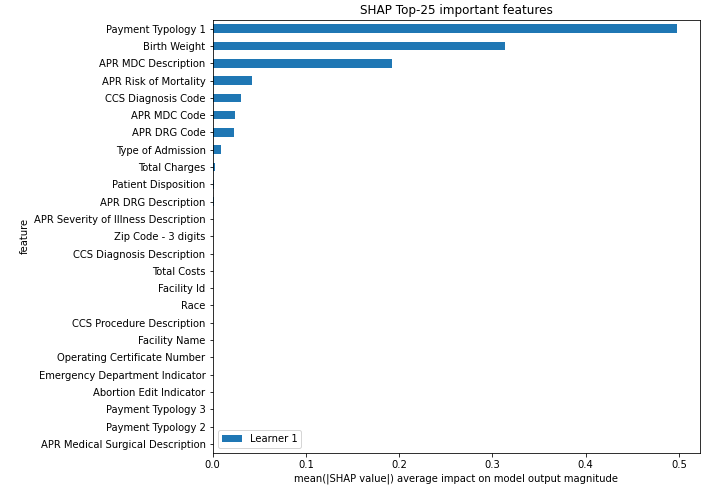 SHAP Top-25 important features
Payment Typology 1
Birth Weight
APR MDC Description
APR Risk of Mortality
CCS Diagnosis Code
APR MDC Code
APR DRG Code
Type of Admission
Total Charges
Patient Disposition
APR DRG Description
APR Severity of Illness Description
Zip Code - 3 digits
CCS Diagnosis Description
Total Costs
Facility Id
Race
CCS Procedure Description
Facility Name
Operating Certificate Number
Emergency Department Indicator
Abortion Edit Indicator
Payment Typology 3
Payment Typology 2
APR Medical Surgical Description
feature
Learner 1
0.0 0.1 0.2 0.3 0.4 0.5
mean(|SHAP value|) average impact on model output magnitude